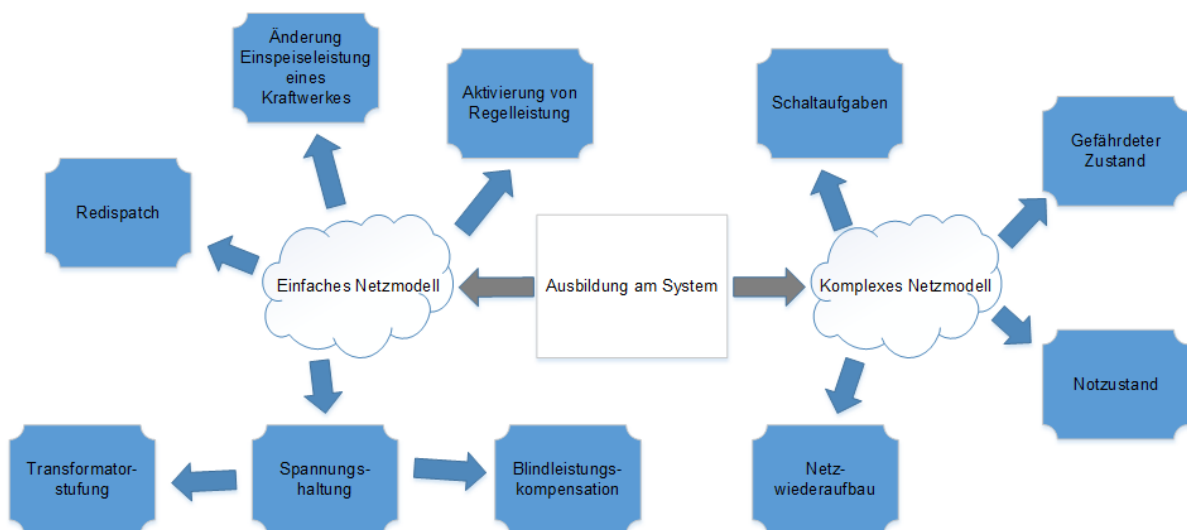 Änderung
Einspeiseleistung
eines
Kraftwerkes
Aktivierung von
Regelleistung
Schaltaufgaben
Gefährdeter
Zustand
Redispatch
Einfaches Netzmodell
Ausbildung am System
Komplexes Netzmodell
Notzustand
Transformator-
stufung
Spannungs-
haltung
Blindleistungs-
kompensation
Netz-
wiederaufbau